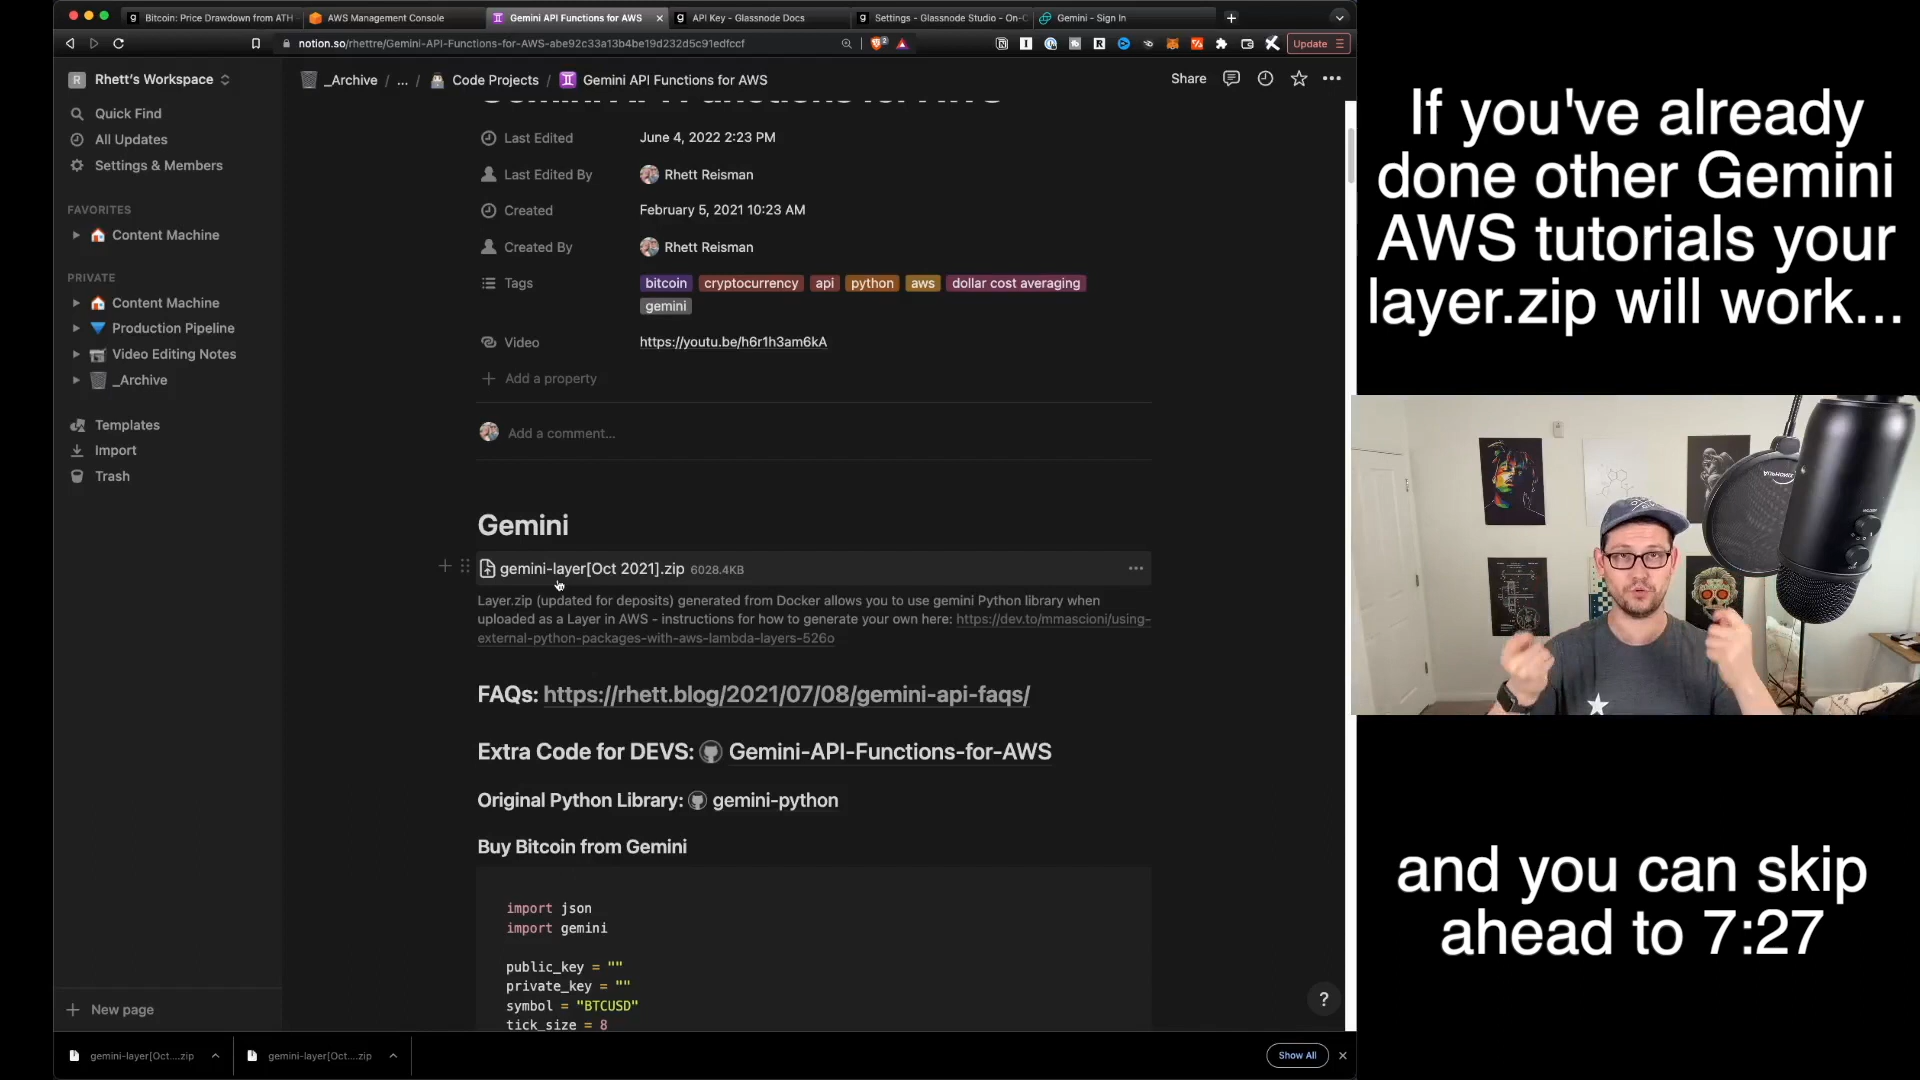 Bitcoin: Price Drawdown from ATH
AWS Management Console
Gemini API Functions for AWS
API Key - Glassnode Docs
Settings - Glassnode Studio - On-C
Gemini - Sign In
notion.so/rhettre/Gemini-API-Functions-for-AWS-abe92c33a13b4be19d232d5c91edfccf
Update
R Rhett's Workspace
_Archive / ... / Code Projects / Gemini API Functions for AWS
Share
Quick Find
All Updates
Settings & Members
FAVORITES
Content Machine
PRIVATE
Content Machine
Production Pipeline
Video Editing Notes
_Archive
Templates
Import
Trash
New page
Gemini API Functions for AWS
Last Edited June 4, 2022 2:23 PM
Last Edited By Rhett Reisman
Created February 5, 2021 10:23 AM
Created By Rhett Reisman
Tags bitcoin cryptocurrency api python aws dollar cost averaging
gemini
Video https://youtu.be/h6r1h3am6kA
Add a property
Add a comment...
Gemini
gemini-layer[Oct 2021].zip 6028.4KB
Layer.zip (updated for deposits) generated from Docker allows you to use gemini Python library when
uploaded as a Layer in AWS - instructions for how to generate your own here: https://dev.to/mmascioni/using-
external-python-packages-with-aws-lambda-layers-526o
FAQs: https://rhett.blog/2021/07/08/gemini-api-faqs/
Extra Code for DEVS: Gemini-API-Functions-for-AWS
Original Python Library: gemini-python
Buy Bitcoin from Gemini
import json
import gemini
public_key = ""
private_key = ""
symbol = "BTCUSD"
tick_size = 8
?
gemini-layer[Oct....zip
gemini-layer[Oct....zip
Show All
If you've already
done other Gemini
AWS tutorials your
layer.zip will work...
and you can skip
ahead to 7:27